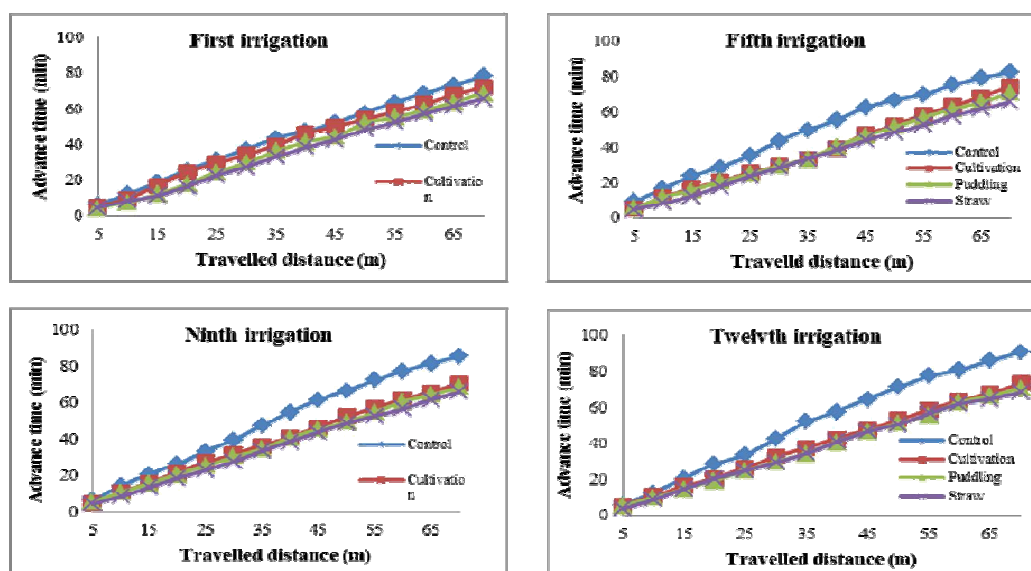 First irrigation
Advance time (min)
100
80
60
40
20
0
5 15 25 35 45 55 65
Travelled distance (m)
Control
Cultivatio
n
Fifth irrigation
Advance time (min)
100
80
60
40
20
0
5 15 25 35 45 55 65
Travelld distance (m)
Control
Cultivation
Puddling
Straw
Ninth irrigation
Advance time (min)
100
80
60
40
20
0
5 15 25 35 45 55 65
Travelled distance (m)
Control
Cultivatio
n
Twelvth irrigation
Advance time (min)
100
80
60
40
20
0
5 15 25 35 45 55 65
Travelled distance (m)
Control
Cultivation
Puddling
Straw